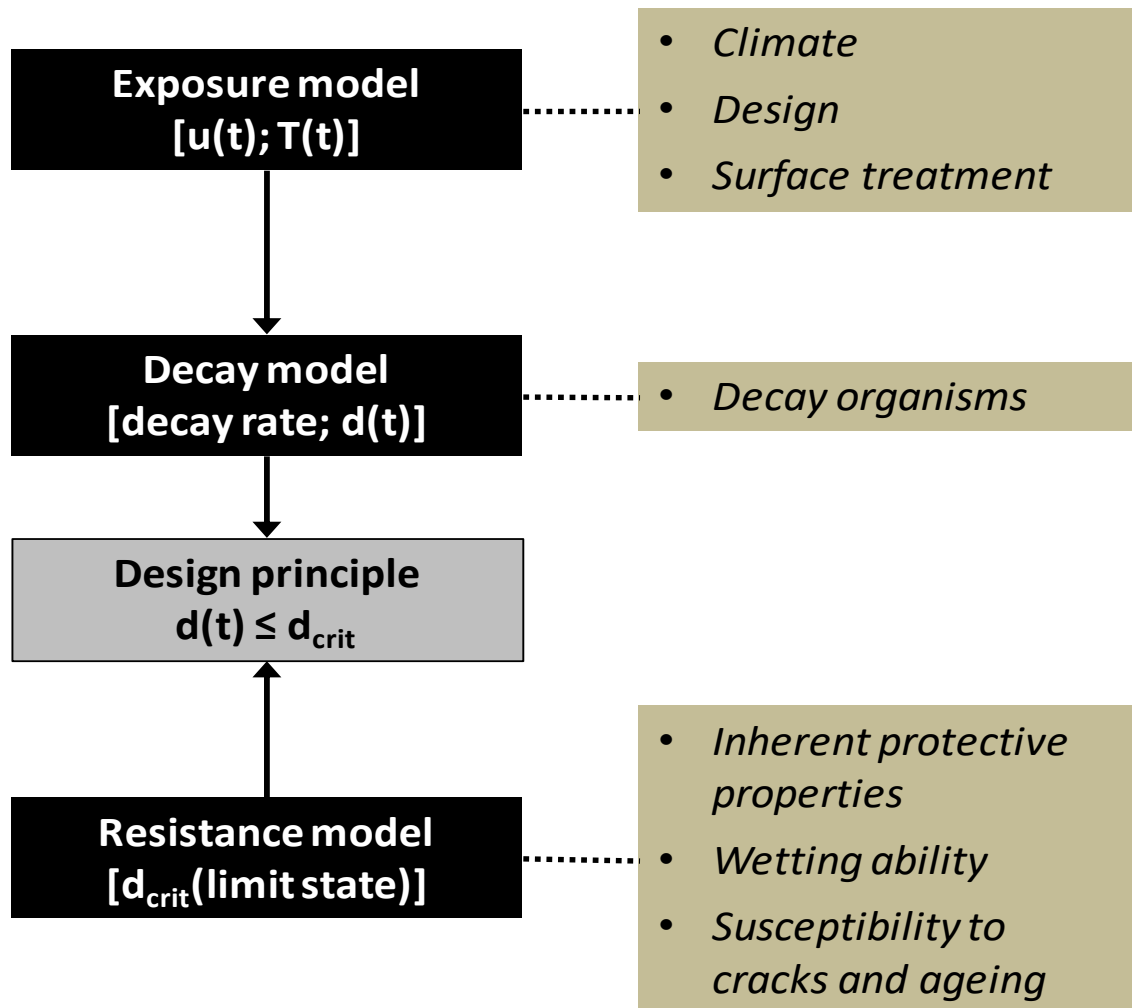 Exposure model
[u(t); T(t)]
• Climate
• Design
• Surface treatment
Decay model
[decay rate; d(t)]
• Decay organisms
Design principle
d(t) ≤ dcrit
Resistance model
[dcrit(limit state)]
• Inherent protective
properties
• Wetting ability
• Susceptibility to
cracks and ageing